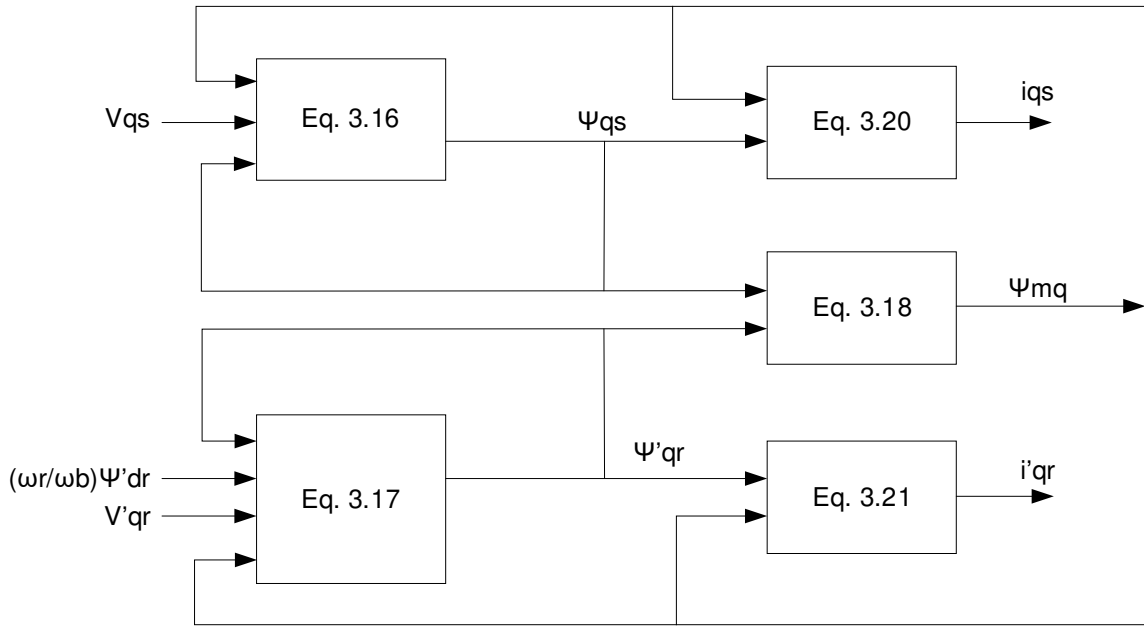 Vqs
Eq. 3.16
Ψqs
Eq. 3.20
iqs
Eq. 3.18
Ψmq
(ωr/ωb)Ψ'dr
V'qr
Eq. 3.17
Ψ'qr
Eq. 3.21
i'qr